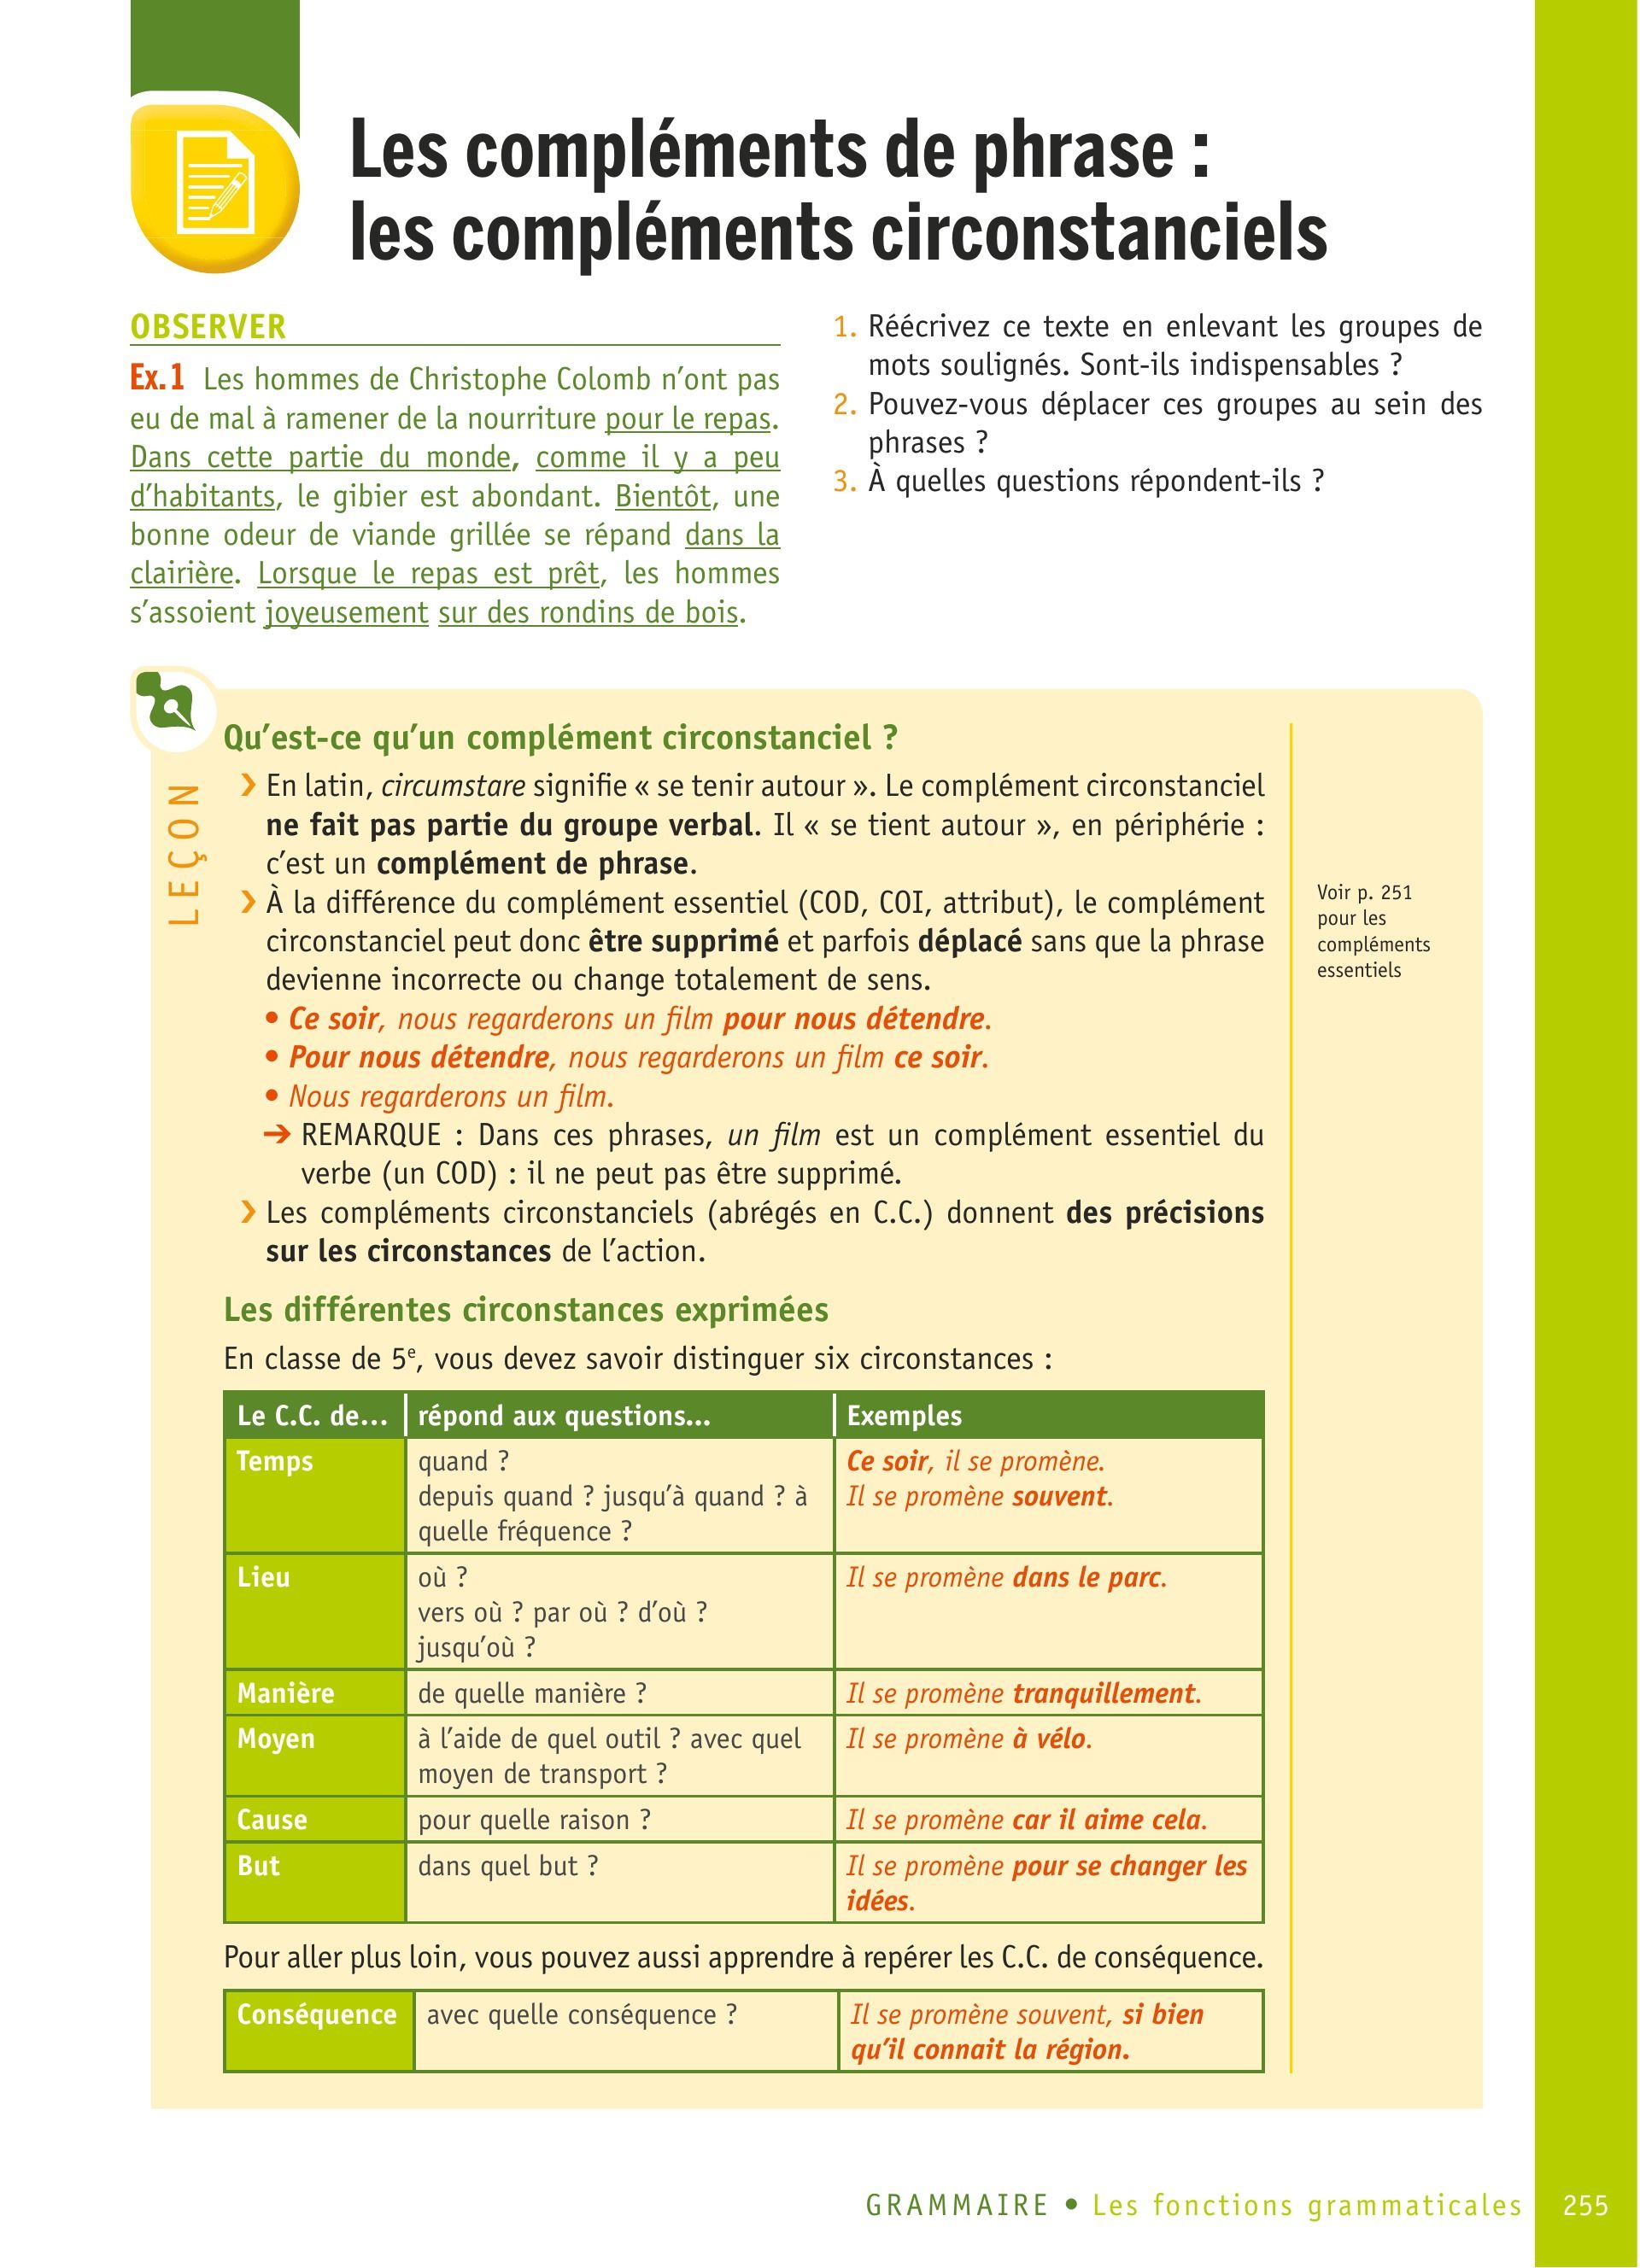 Les compléments de phrase :
les compléments circonstanciels
OBSERVER
Ex. 1 Les hommes de Christophe Colomb n’ont pas
eu de mal à ramener de la nourriture pour le repas.
Dans cette partie du monde, comme il y a peu
d’habitants, le gibier est abondant. Bientôt, une
bonne odeur de viande grillée se répand dans la
clairière. Lorsque le repas est prêt, les hommes
s’assoient joyeusement sur des rondins de bois.
1. Réécrivez ce texte en enlevant les groupes de
mots soulignés. Sont-ils indispensables ?
2. Pouvez-vous déplacer ces groupes au sein des
phrases ?
3. À quelles questions répondent-ils ?
LEÇON
Qu’est-ce qu’un complément circonstanciel ?
› En latin, circumstare signifie « se tenir autour ». Le complément circonstanciel
ne fait pas partie du groupe verbal. Il « se tient autour », en périphérie :
c’est un complément de phrase.
› À la différence du complément essentiel (COD, COI, attribut), le complément
circonstanciel peut donc être supprimé et parfois déplacé sans que la phrase
devienne incorrecte ou change totalement de sens.
• Ce soir, nous regarderons un film pour nous détendre.
• Pour nous détendre, nous regarderons un film ce soir.
• Nous regarderons un film.
➔ REMARQUE : Dans ces phrases, un film est un complément essentiel du
verbe (un COD) : il ne peut pas être supprimé.
› Les compléments circonstanciels (abrégés en C.C.) donnent des précisions
sur les circonstances de l’action.
Voir p. 251
pour les
compléments
essentiels
Les différentes circonstances exprimées
En classe de 5e, vous devez savoir distinguer six circonstances :
Le C.C. de... répond aux questions... Exemples
Temps
quand ?
depuis quand ? jusqu’à quand ? à
quelle fréquence ?
Ce soir, il se promène.
Il se promène souvent.
Lieu
où ?
vers où ? par où ? d’où ?
jusqu’où ?
Il se promène dans le parc.
Manière
de quelle manière ?
Il se promène tranquillement.
Moyen
à l’aide de quel outil ? avec quel
moyen de transport ?
Il se promène à vélo.
Cause
pour quelle raison ?
Il se promène car il aime cela.
But
dans quel but ?
Il se promène pour se changer les
idées.
Pour aller plus loin, vous pouvez aussi apprendre à repérer les C.C. de conséquence.
Conséquence
avec quelle conséquence ?
Il se promène souvent, si bien
qu’il connait la région.
GRAMMAIRE • Les fonctions grammaticales 255